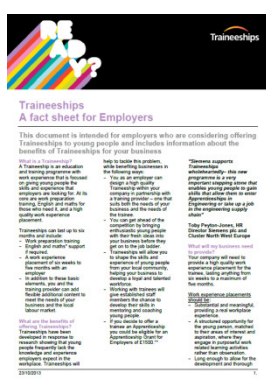 READY?
Traineeships
Traineeships
A fact sheet for Employers
This document is intended for employers who are considering offering
Traineeships to young people and includes information about the
benefits of Traineeships for your business
What is a Traineeship?
A Traineeship is an education
and training programme with
work experience that is focused
on giving young people the
skills and experience that
employers are looking for. At its
core are work preparation
training, English and maths for
those who need it, and a high
quality work experience
placement.
Traineeships can last up to six
months and include:
- Work preparation training
- English and maths* support
if required.
- A work experience
placement of six weeks to
five months with an
employer.
- In addition to these basic
elements, you and the
training provider can add
flexible additional content to
meet the needs of your
business and the local
labour market.
What are the benefits of
offering Traineeships?
Traineeships have been
developed in response to
research showing that young
people frequently lack the
knowledge and experience
employers expect in the
workplace. Traineeships will
help to tackle this problem,
while benefiting businesses in
the following ways:
- You as an employer can
design a high quality
Traineeship within your
company in partnership with
a training provider – one that
suits both the needs of your
business and the needs of
the trainee.
- You can get ahead of the
competition by bringing
enthusiastic young people
with their fresh ideas into
your business before they
get on to the job ladder.
- Traineeships will allow you
to shape the skills and
experience of young people
from your local community,
helping your business to
develop a loyal and talented
workforce.
- Working with trainees will
give established staff
members the chance to
develop their skills in
mentoring and coaching
young people.
- If you decide to offer a
trainee an Apprenticeship
you could be eligible for an
Apprenticeship Grant for
Employers of £1500.**
"Siemens supports
Traineeships
wholeheartedly- this new
programme is a very
important stepping stone that
enables young people to gain
skills that allow them to enter
Apprenticeships in
Engineering or take up a job
in the engineering supply
chain"
Toby Peyton-Jones, HR
Director Siemens plc and
Cluster North-West Europe
What will my business need
to provide?
Your company will need to
provide a high quality work
experience placement for the
trainee, lasting anything from
six weeks to a maximum of
five months.
Work experience placements
should be:
- Substantial and meaningful,
providing a real workplace
experience.
- A structured opportunity for
the young person, matched
to their areas of interest and
aspiration, where they
engage in purposeful work
related learning activities,
rather than observation.
- Long enough to allow for the
development and thorough
23/10/2013
1.